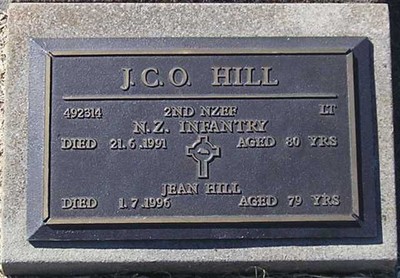 J.C.O. HILL
492314 2ND NZEF LT
N.Z. INFANTRY
DIED 21.6.1991 AGED 80 YRS
JEAN HILL
DIED 1.7.1996 AGED 79 YRS